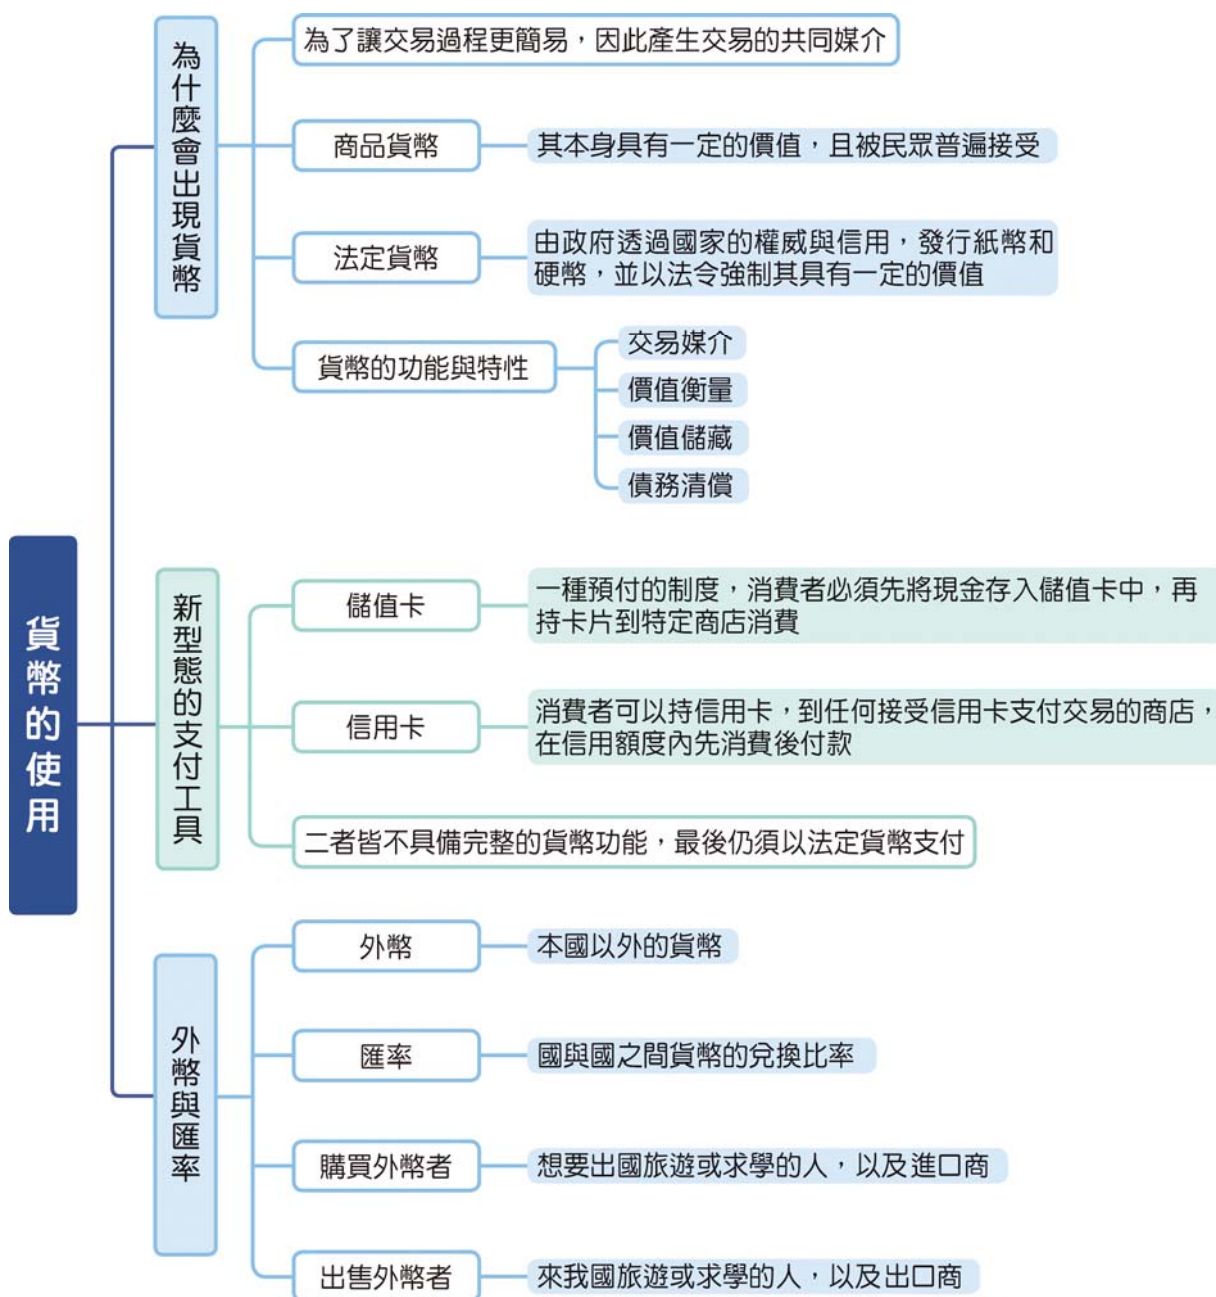 貨幣的使用
為什麼會出現貨幣
為了讓交易過程更簡易，因此產生交易的共同媒介
商品貨幣
其本身具有一定的價值，且被民眾普遍接受
法定貨幣
由政府透過國家的權威與信用，發行紙幣和
硬幣，並以法令強制其具有一定的價值
貨幣的功能與特性
交易媒介
價值衡量
價值儲藏
債務清償
新型態的支付工具
儲值卡
一種預付的制度，消費者必須先將現金存入儲值卡中，再
持卡片到特定商店消費
信用卡
消費者可以持信用卡，到任何接受信用卡支付交易的商店，
在信用額度內先消費後付款
二者皆不具備完整的貨幣功能，最後仍須以法定貨幣支付
外幣與匯率
外幣
本國以外的貨幣
匯率
國與國之間貨幣的兌換比率
購買外幣者
想要出國旅遊或求學的人，以及進口商
出售外幣者
來我國旅遊或求學的人，以及出口商